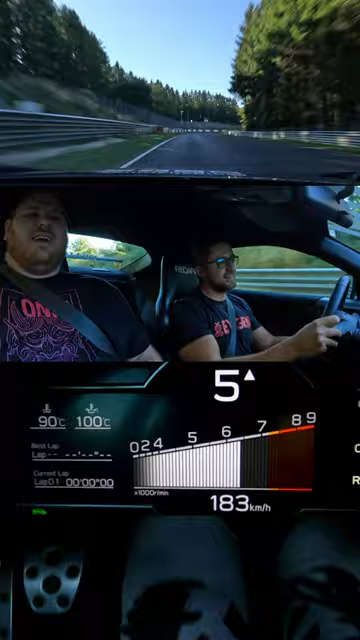 5
90℃ 100℃
Best Lap
Lap-- --'--"--
Current Lap
Lap01 00'00"00
0 2 4 5 6 7 8 9
x1000r/min
183km/h